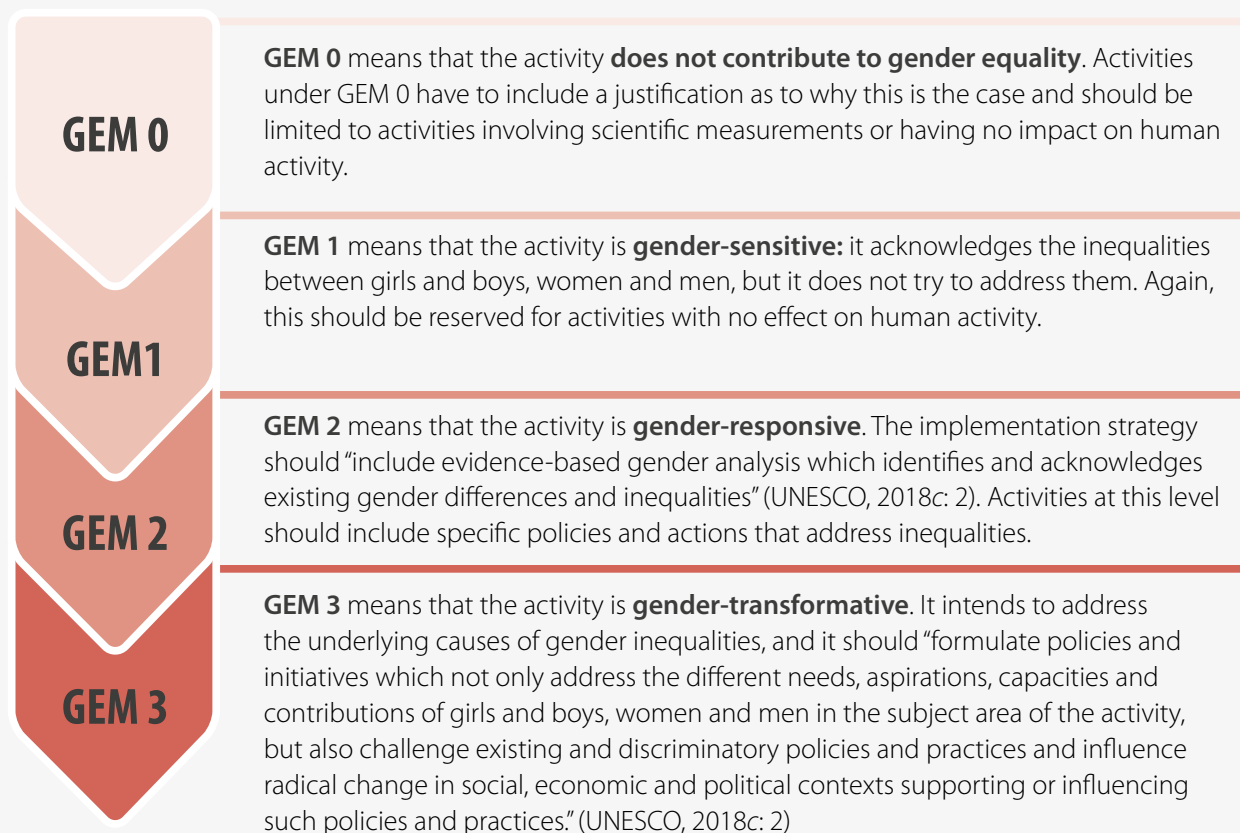 GEM 0
GEM 0 means that the activity does not contribute to gender equality. Activities
under GEM 0 have to include a justification as to why this is the case and should be
limited to activities involving scientific measurements or having no impact on human
activity.
GEM1
GEM 1 means that the activity is gender-sensitive: it acknowledges the inequalities
between girls and boys, women and men, but it does not try to address them. Again,
this should be reserved for activities with no effect on human activity.
GEM 2
GEM 2 means that the activity is gender-responsive. The implementation strategy
should “include evidence-based gender analysis which identifies and acknowledges
existing gender differences and inequalities” (UNESCO, 2018c: 2). Activities at this level
should include specific policies and actions that address inequalities.
GEM 3
GEM 3 means that the activity is gender-transformative. It intends to address
the underlying causes of gender inequalities, and it should “formulate policies and
initiatives which not only address the different needs, aspirations, capacities and
contributions of girls and boys, women and men in the subject area of the activity,
but also challenge existing and discriminatory policies and practices and influence
radical change in social, economic and political contexts supporting or influencing
such policies and practices.” (UNESCO, 2018c: 2)